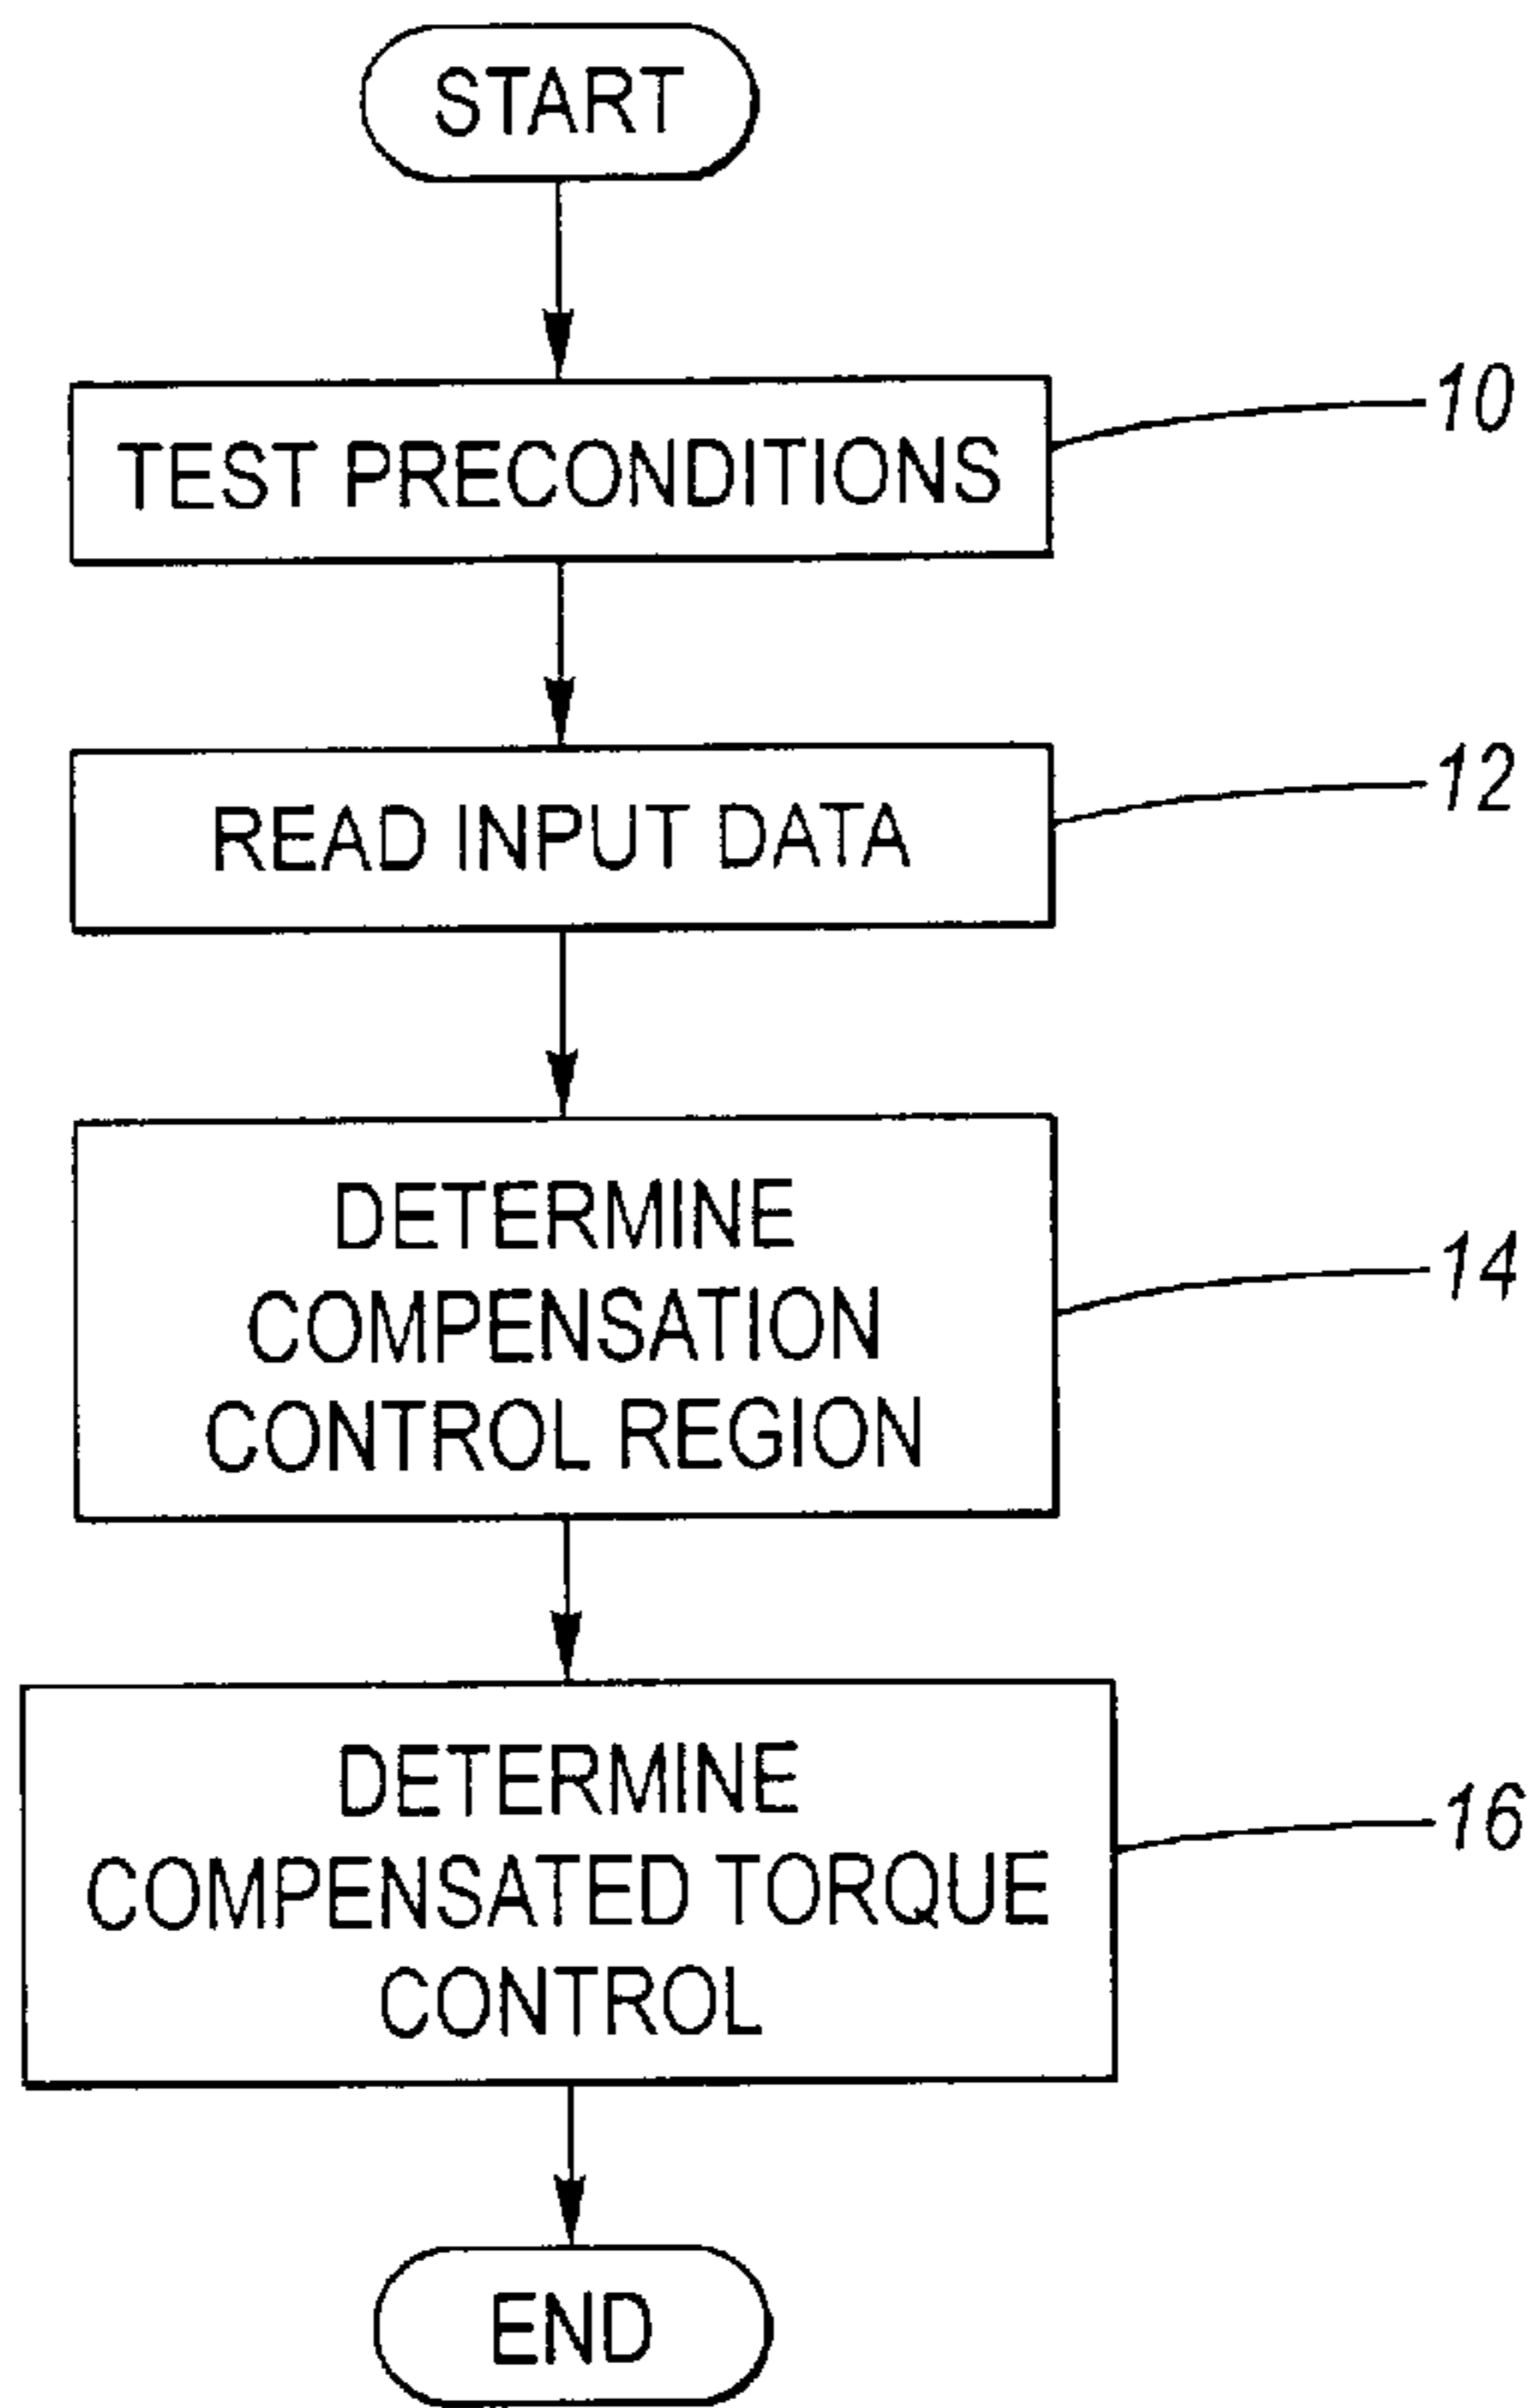 START
TEST PRECONDITIONS
10
READ INPUT DATA
12
DETERMINE
COMPENSATION
CONTROL REGION
14
DETERMINE
COMPENSATED TORQUE
CONTROL
16
END